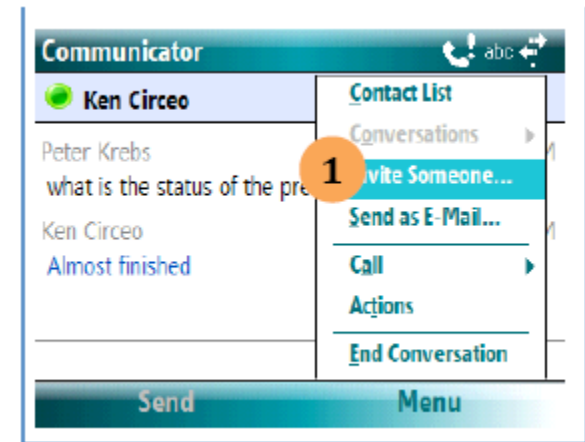 Communicator abc
Ken Circeo
Peter Krebs
what is the status of the pre
Ken Circeo
Almost finished
Contact List
Conversations
1
vite Someone...
Send as E-Mail...
Call
Actions
End Conversation
Send Menu